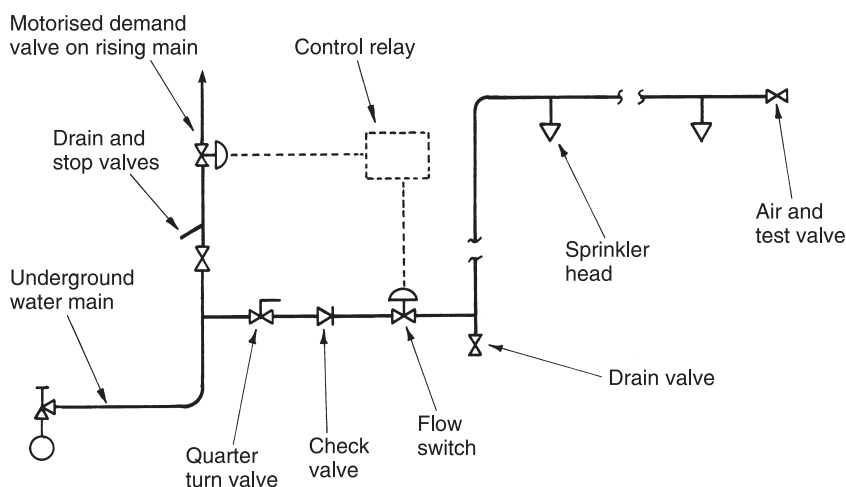 Motorised demand
valve on rising main
Control relay
Drain and
stop valves
Air and
test valve
Sprinkler
head
Underground
water main
Drain valve
Flow
switch
Check
valve
Quarter
turn valve